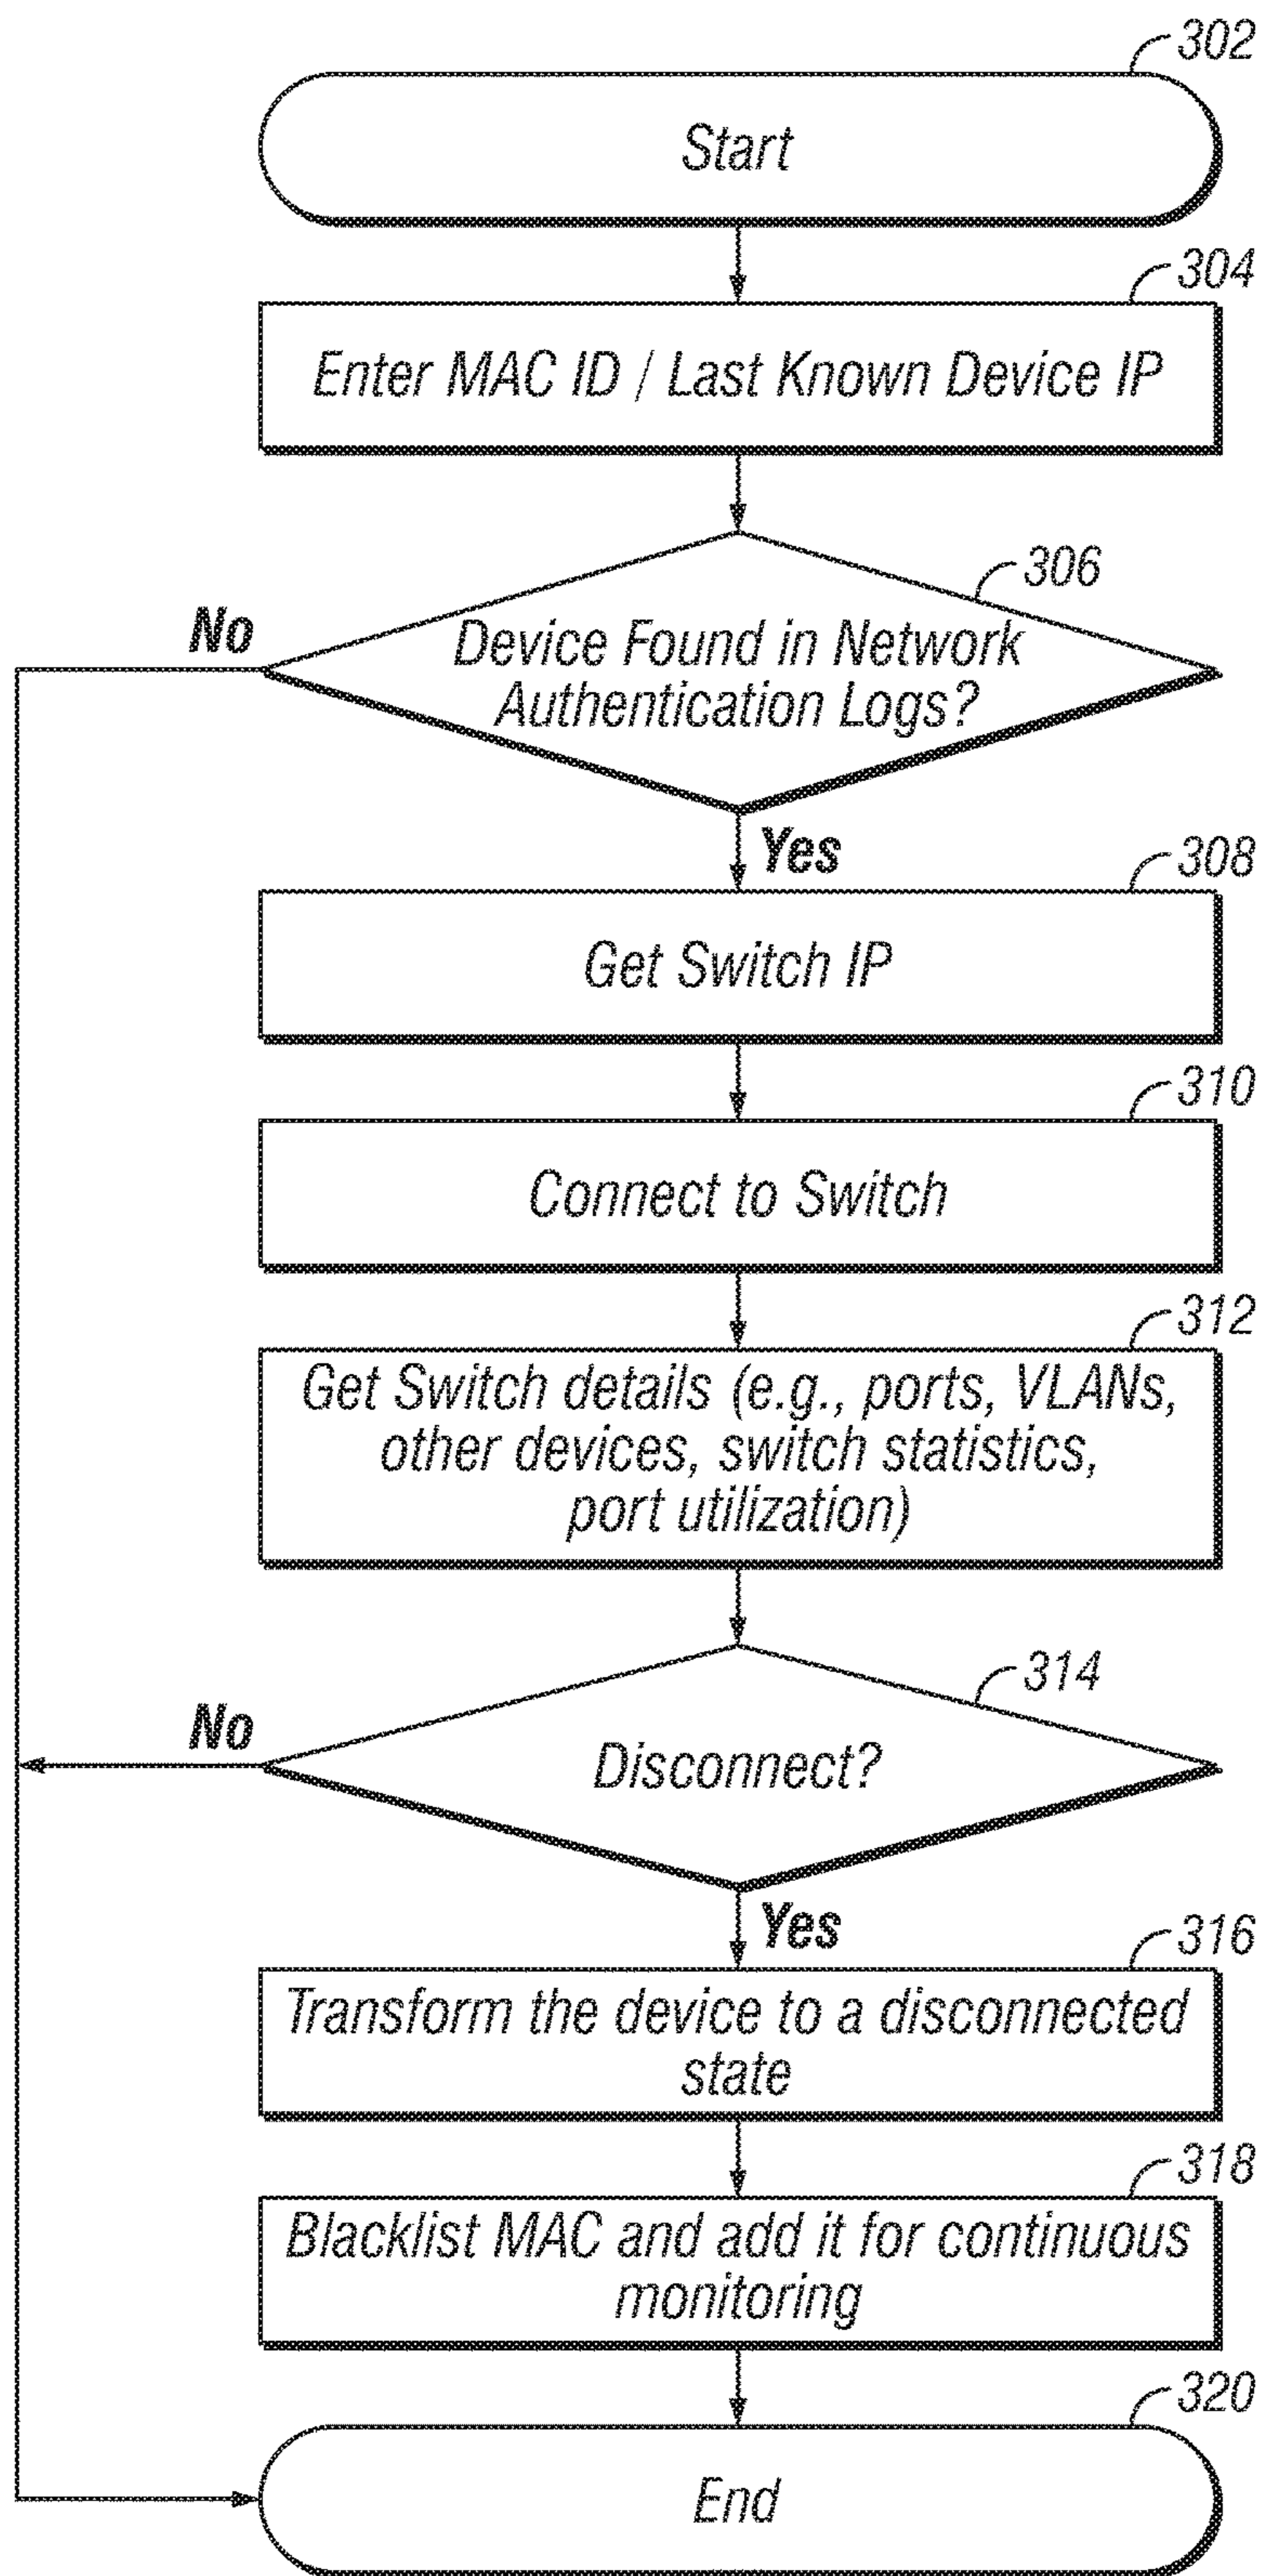 302
Start
304
Enter MAC ID / Last Known Device IP
306
No
Device Found in Network
Authentication Logs?
Yes
308
Get Switch IP
310
Connect to Switch
312
Get Switch details (e.g., ports, VLANs,
other devices, switch statistics,
port utilization)
314
No
Disconnect?
Yes
316
Transform the device to a disconnected
state
318
Blacklist MAC and add it for continuous
monitoring
320
End